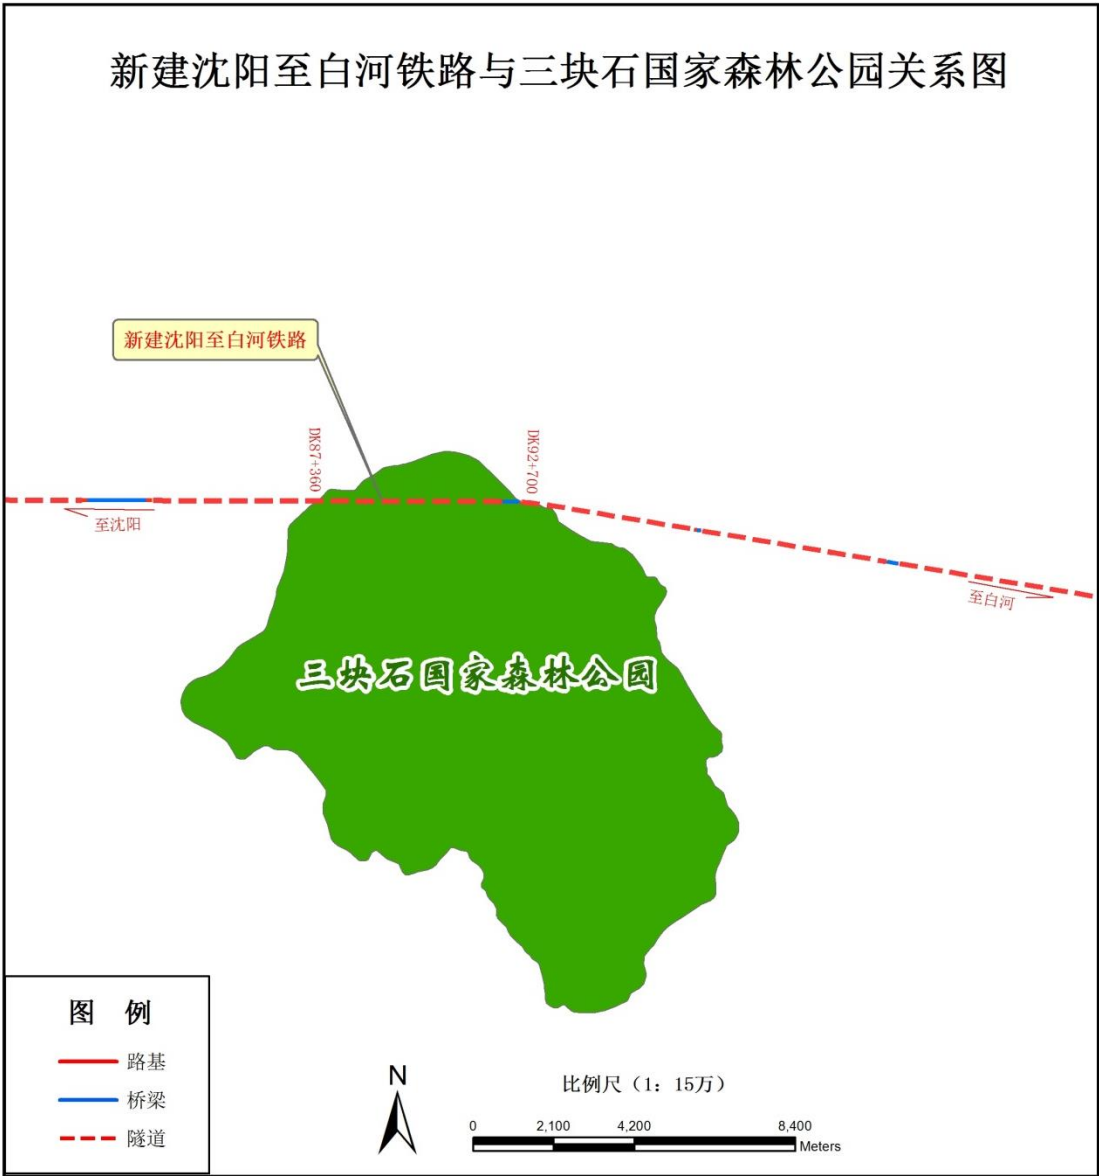 新建沈阳至白河铁路与三块石国家森林公园关系图
新建沈阳至白河铁路
DK87+360
DK92+700
至沈阳
至白河
三块石国家森林公园
图 例
路基
桥梁
隧道
N
比例尺（1：15万）
0 2,100 4,200 8,400
Meters